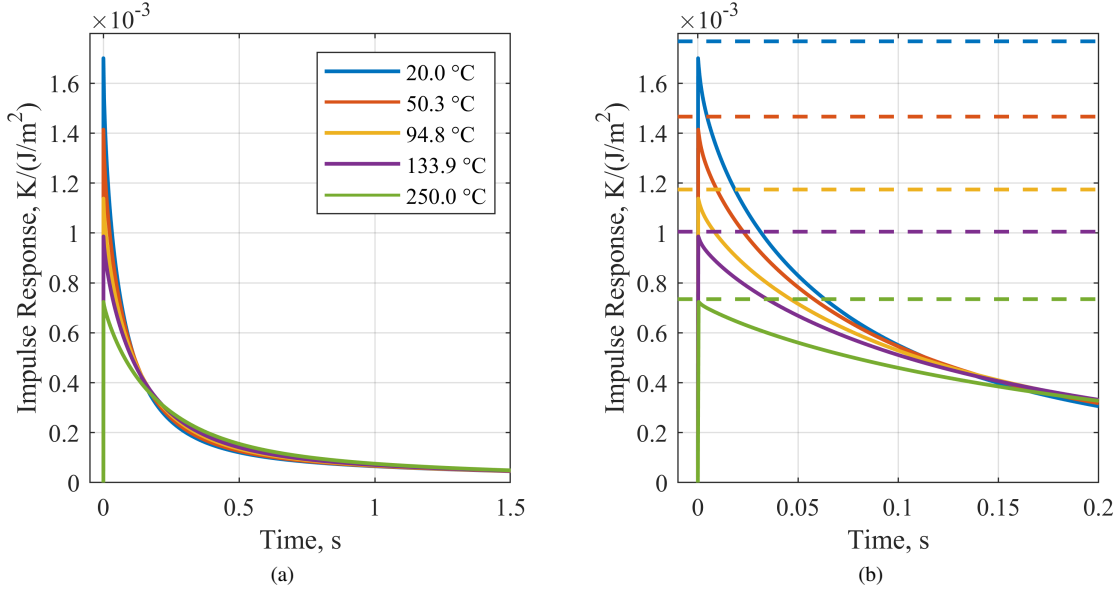 ×10⁻³
1.6
1.4
1.2
1
0.8
0.6
0.4
0.2
0
Impulse Response, K/(J/m²)
20.0 °C
50.3 °C
94.8 °C
133.9 °C
250.0 °C
0
0.5
1
1.5
Time, s
(a)
×10⁻³
1.6
1.4
1.2
1
0.8
0.6
0.4
0.2
0
Impulse Response, K/(J/m²)
0
0.05
0.1
0.15
0.2
Time, s
(b)